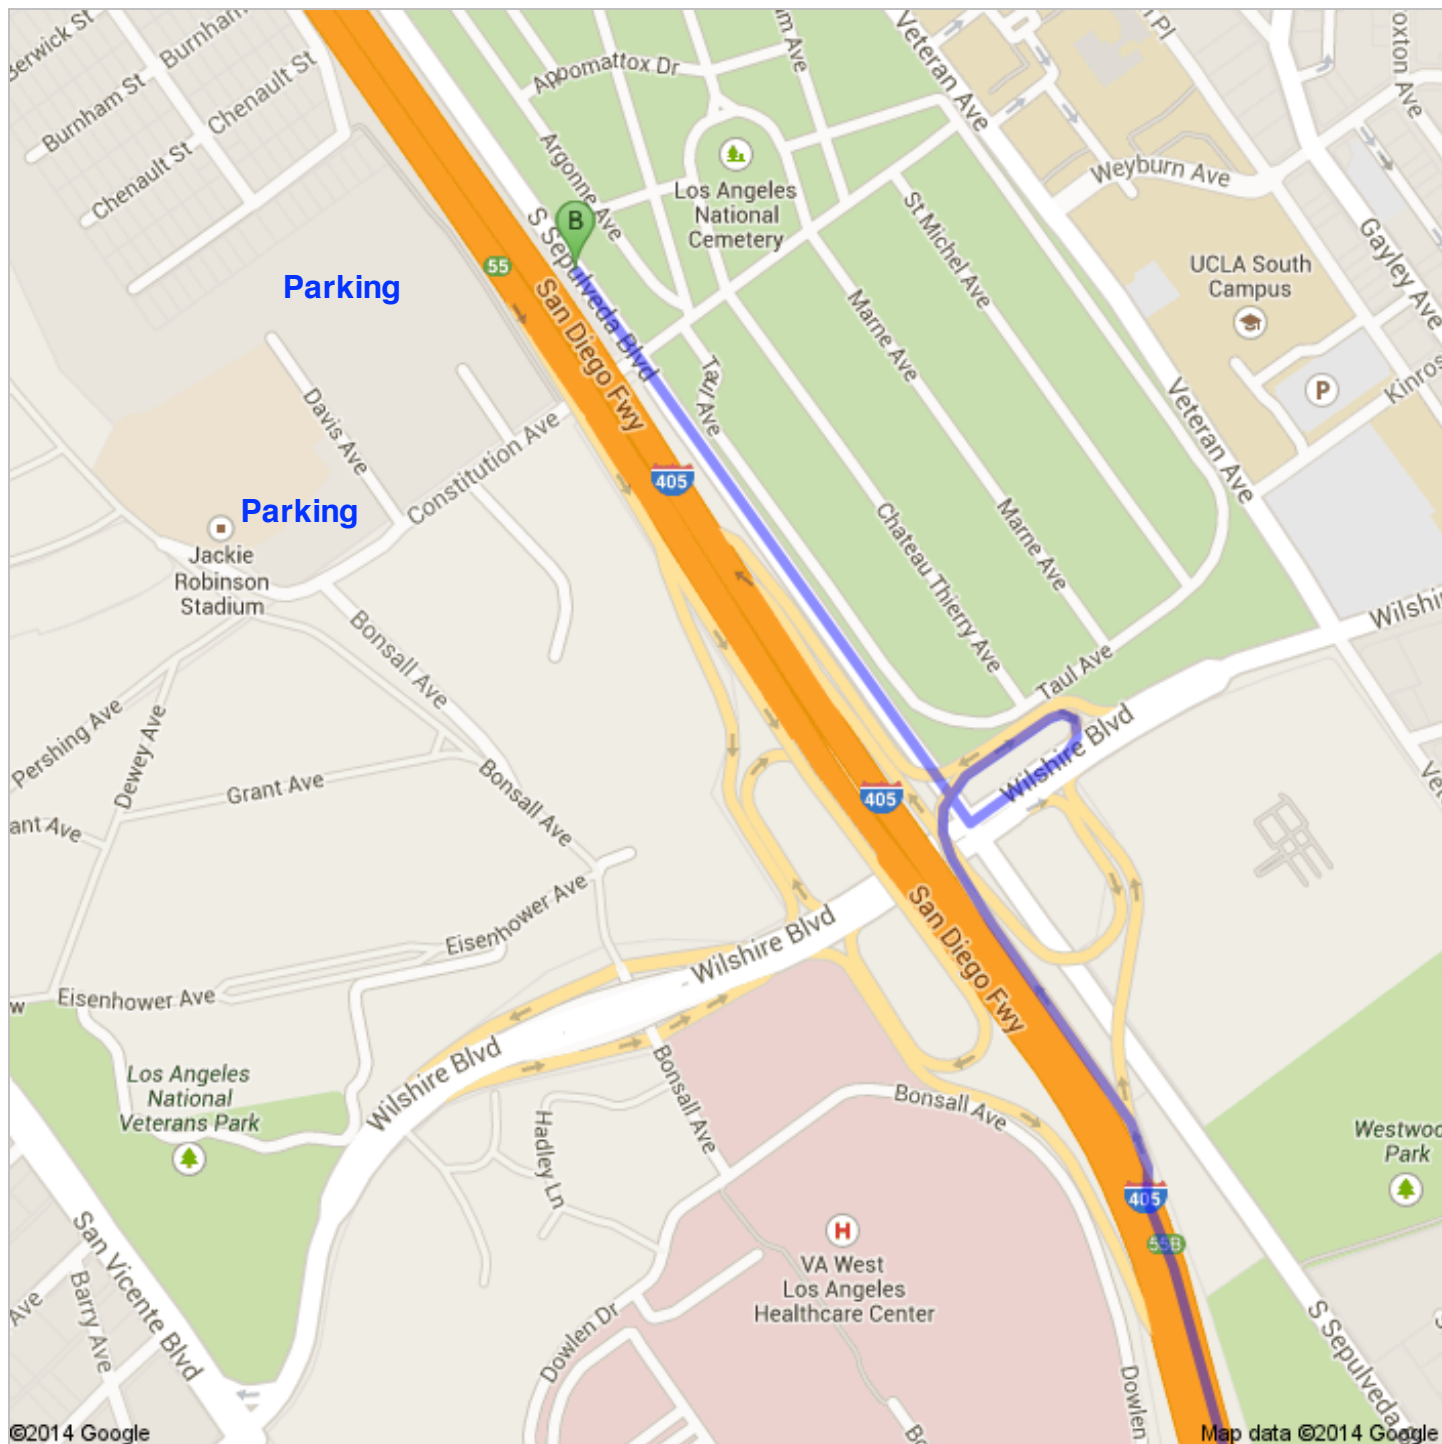 Berwick St
Burnham
Burnham St
Chenault St
Chenault St
Appomattox Dr
Veteran Ave
Pl
Weyburn Ave
Gayley Ave
Argonne Ave
Los Angeles
National
Cemetery
S Sepulveda Blvd
B
55
Parking
San Diego Fwy
St Michel Ave
UCLA South
Campus
Marne Ave
P
Kinros
Veteran Ave
Davis Ave
Constitution Ave
405
Parking
Jackie
Robinson
Stadium
Chateau Thierry Ave
Marne Ave
Wilshir
Bonsall Ave
Taul Ave
Pershing Ave
Dewey Ave
Grant Ave
ant Ave
Bonsall Ave
Wilshire Blvd
405
Eisenhower Ave
Eisenhower Ave
w
Wilshire Blvd
San Diego Fwy
Wilshire Blvd
Los Angeles
National
Veterans Park
Bonsall Ave
Bonsall Ave
Hadley Ln
Westwoo
Park
405
55B
H
VA West
Los Angeles
Healthcare Center
San Vicente Blvd
Barry Ave
Ave
Dowlen Dr
Dowlen
S Sepulveda
Bo
©2014 Google
Map data ©2014 Google